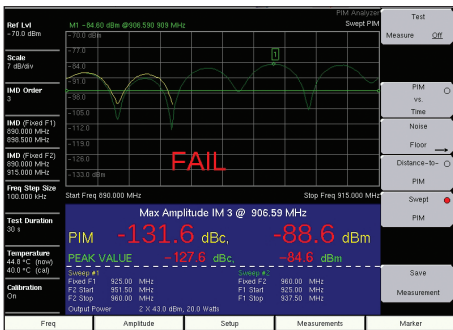 PIM Analyzer
Ref Lvl
-70.0 dBm
M1 -84.60 dBm @906.590 909 MHz
Swept PIM
Test
Measure Off
-70.0 dBm
-77.0
Scale
7 dB/div
1
-84.0
-91.0
IMD Order
3
-98.0
PIM
vs.
Time
IMD (Fixed F1)
890.000 MHz
898.500 MHz
-105.0
-112.0
Noise
Floor
-119.0
IMD (Fixed F2)
890.000 MHz
915.000 MHz
-126.0
FAIL
Distance-to-
PIM
-133.0 dBm
Freq Step Size
100.000 kHz
Start Freq 890.000 MHz
Stop Freq 915.000 MHz
Swept
PIM
Test Duration
30 s
Max Amplitude IM 3 @ 906.59 MHz
PIM -131.6 dBc, -88.6 dBm
PEAK VALUE -127.6 dBc, -84.6 dBm
Temperature
44.8 °C (now)
40.0 °C (cal)
Calibration
On
Sweep #1
Fixed F1 925.00 MHz
F2 Start 951.50 MHz
F2 Stop 960.00 MHz
Sweep #2
Fixed F2 960.00 MHz
F1 Start 925.00 MHz
F1 Stop 937.50 MHz
Output Power 2 X 43.0 dBm, 20.0 Watts
Save
Measurement
Freq
Amplitude
Setup
Measurements
Marker